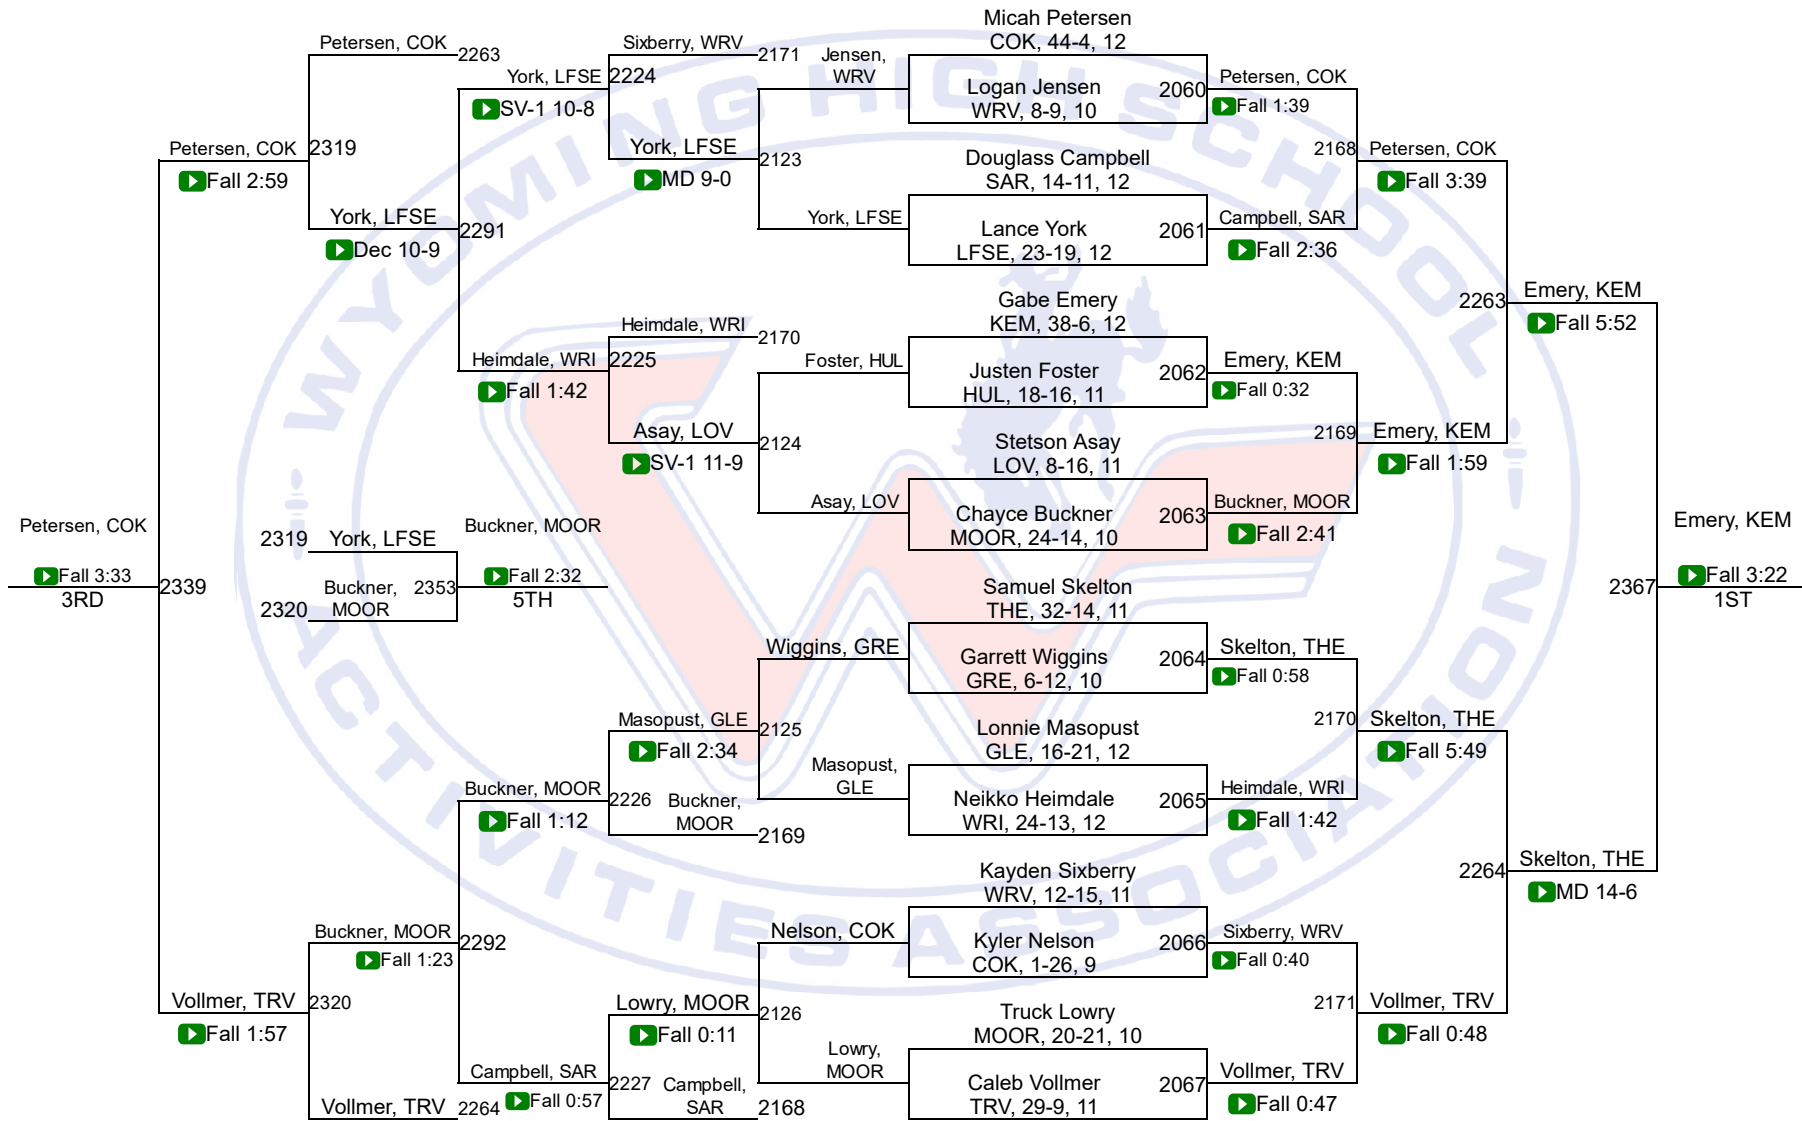 Micah Petersen
COK, 44-4, 12
Petersen, COK
2263
Sixberry, WRV
2171
Jensen,
WRV
York, LFSE
2224
SV-1 10-8
Logan Jensen
WRV, 8-9, 10
2060
Petersen, COK
Fall 1:39
Petersen, COK
2319
Fall 2:59
York, LFSE
2123
MD 9-0
Douglass Campbell
SAR, 14-11, 12
2168
Petersen, COK
Fall 3:39
York, LFSE
2291
Dec 10-9
York, LFSE
Lance York
LFSE, 23-19, 12
2061
Campbell, SAR
Fall 2:36
Gabe Emery
KEM, 38-6, 12
2263
Emery, KEM
Fall 5:52
Heimdale, WRI
2170
Heimdale, WRI
2225
Fall 1:42
Foster, HUL
Justen Foster
HUL, 18-16, 11
2062
Emery, KEM
Fall 0:32
Asay, LOV
2124
SV-1 11-9
Stetson Asay
LOV, 8-16, 11
2169
Emery, KEM
Fall 1:59
Asay, LOV
Chayce Buckner
MOOR, 24-14, 10
2063
Buckner, MOOR
Fall 2:41
Petersen, COK
Fall 3:33
3RD
2339
2319
York, LFSE
Buckner,
MOOR
2320
2353
Buckner, MOOR
Fall 2:32
5TH
Samuel Skelton
THE, 32-14, 11
Emery, KEM
2367
Fall 3:22
1ST
Wiggins, GRE
Garrett Wiggins
GRE, 6-12, 10
2064
Skelton, THE
Fall 0:58
Masopust, GLE
2125
Fall 2:34
Lonnie Masopust
GLE, 16-21, 12
2170
Skelton, THE
Fall 5:49
Buckner, MOOR
2226
Fall 1:12
Buckner,
MOOR
2169
Masopust,
GLE
Neikko Heimdale
WRI, 24-13, 12
2065
Heimdale, WRI
Fall 1:42
Kayden Sixberry
WRV, 12-15, 11
2264
Skelton, THE
MD 14-6
Buckner, MOOR
2292
Fall 1:23
Nelson, COK
Kyler Nelson
COK, 1-26, 9
2066
Sixberry, WRV
Fall 0:40
Vollmer, TRV
2320
Fall 1:57
Lowry, MOOR
2126
Fall 0:11
Truck Lowry
MOOR, 20-21, 10
2171
Vollmer, TRV
Fall 0:48
Campbell, SAR
2227
Fall 0:57
Campbell,
SAR
2168
Lowry,
MOOR
Caleb Vollmer
TRV, 29-9, 11
2067
Vollmer, TRV
Fall 0:47
Vollmer, TRV
2264
WYOMING HIGH SCHOOL
ACTIVITIES ASSOCIATION